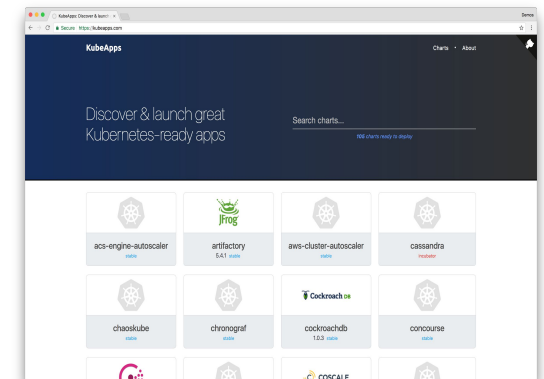 KubeApps: Discover & launch
Demos
Secure https://kubeapps.com
KubeApps
Charts • About
Discover & launch great
Kubernetes-ready apps
Search charts...
charts ready to deploy
JFrog
acs-engine-autoscaler
stable
artifactory
5.4.1 stable
aws-cluster-autoscaler
stable
cassandra
incubator
Cockroach DB
chaoskube
stable
chronograf
stable
cockroachdb
1.0.3 stable
concourse
stable
COSCALE